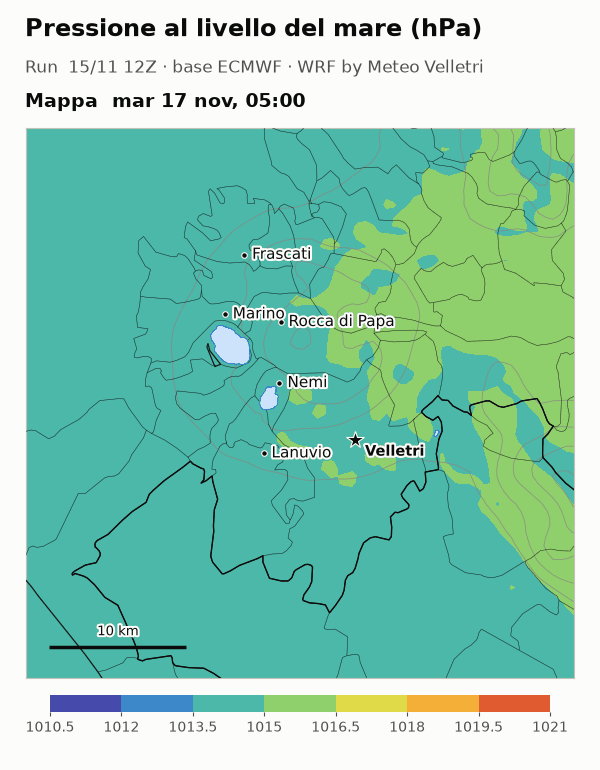 Pressione al livello del mare (hPa)
Run  15/11 12Z · base ECMWF · WRF by Meteo Velletri
Mappa  mar 17 nov, 05:00
Frascati
Marino
Rocca di Papa
Nemi
Velletri
Lanuvio
10 km
1010.5 1012 1013.5 1015 1016.5 1018 1019.5 1021